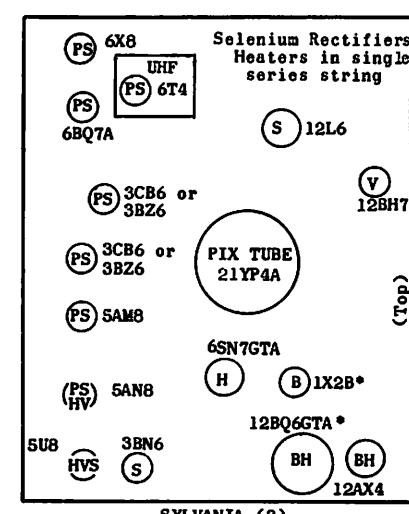 PS 6X8
Selenium Rectifiers
Heaters in single
series string
UHF
PS 6T4
PS
6BQ7A
S 12L6
V
12BH7
PS 3CB6 or
3BZ6
PS 3CB6 or
3BZ6
PIX TUBE
21YP4A
(Top)
PS 5AM8
6SN7GTA
H
B 1X2B*
PS
HV 5AN8
12BQ6GTA*
5U8
HVS
3BN6
S
BH
BH
12AX4